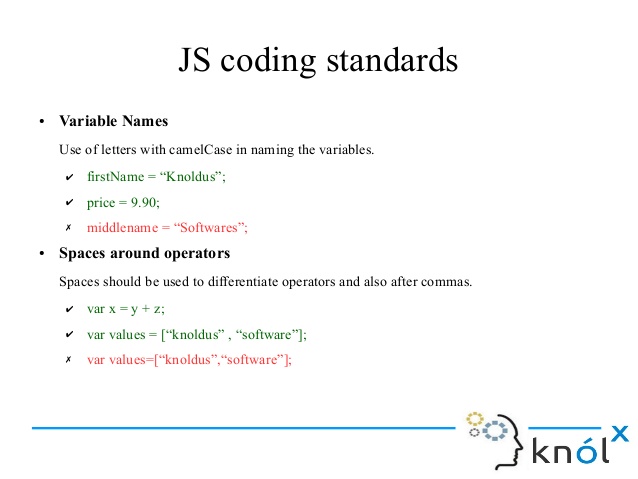 JS coding standards
• Variable Names
Use of letters with camelCase in naming the variables.
✔ firstName = “Knoldus”;
✔ price = 9.90;
✗ middlename = “Softwares”;
• Spaces around operators
Spaces should be used to differentiate operators and also after commas.
✔ var x = y + z;
✔ var values = [“knoldus” , “software”];
✗ var values=[“knoldus”,“software”];
knólx